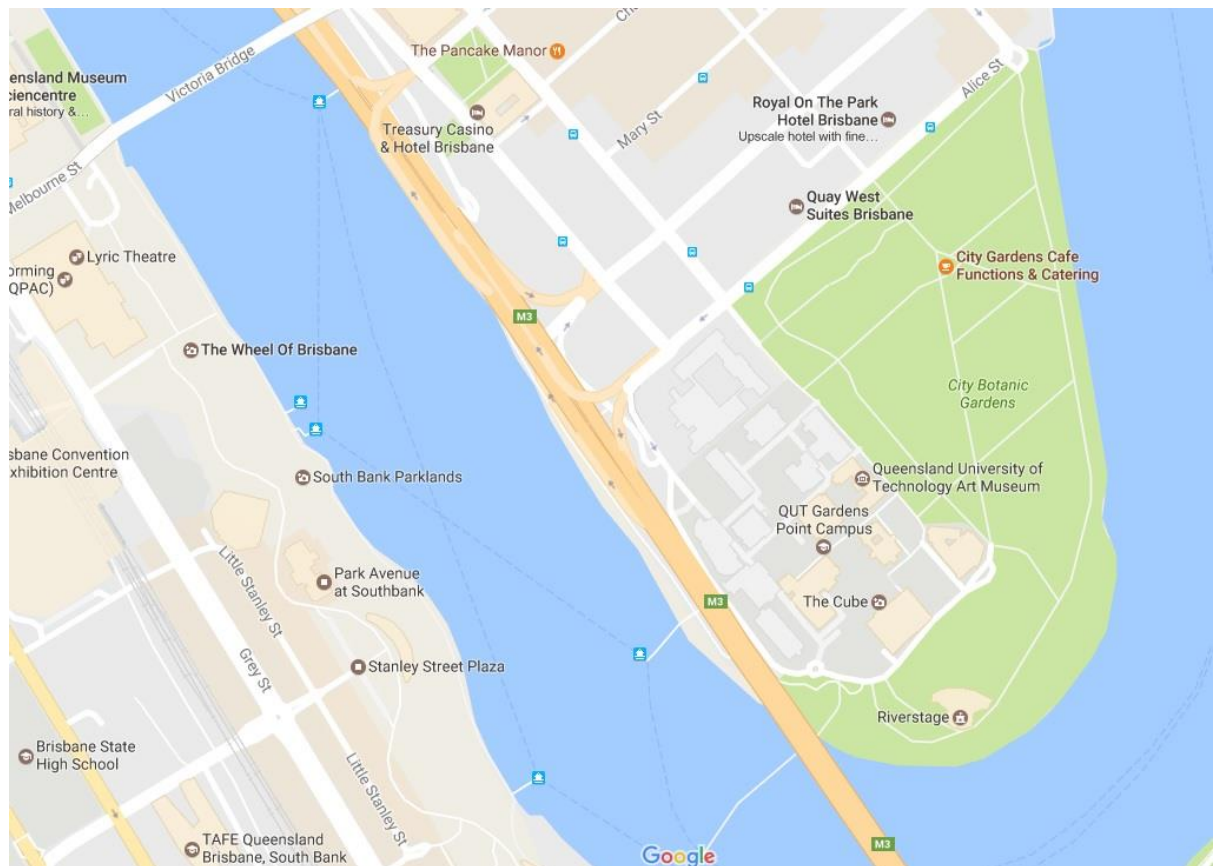 The Pancake Manor
Ch
ensland Museum
ciencentre
ral history &...
Victoria Bridge
Alice St
Royal On The Park
Hotel Brisbane
Upscale hotel with fine...
Treasury Casino
& Hotel Brisbane
Mary St
Melbourne St
Quay West
Suites Brisbane
Lyric Theatre
orming
(QPAC)
City Gardens Cafe
Functions & Catering
M3
The Wheel Of Brisbane
City Botanic
Gardens
sbane Convention
xhibition Centre
South Bank Parklands
Queensland University of
Technology Art Museum
QUT Gardens
Point Campus
Little Stanley St
Park Avenue
at Southbank
M3
The Cube
Grey St
Stanley Street Plaza
Riverstage
Brisbane State
High School
Little Stanley St
TAFE Queensland
Brisbane, South Bank
Google
M3